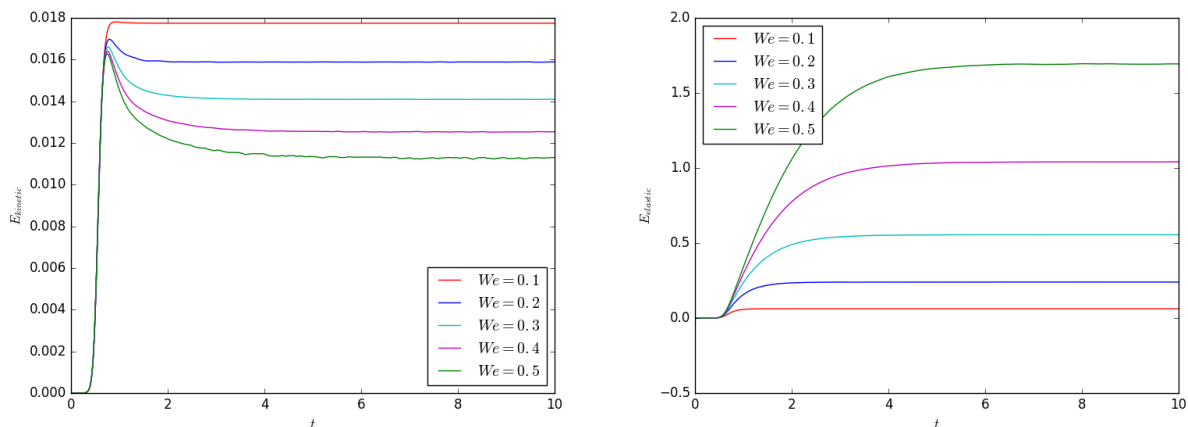 0.018
0.016
0.014
0.012
0.010
0.008
0.006
0.004
0.002
0.000
E_kinetic
We = 0.1
We = 0.2
We = 0.3
We = 0.4
We = 0.5
0 2 4 6 8 10
t
2.0
1.5
1.0
0.5
0.0
−0.5
E_elastic
We = 0.1
We = 0.2
We = 0.3
We = 0.4
We = 0.5
0 2 4 6 8 10
t